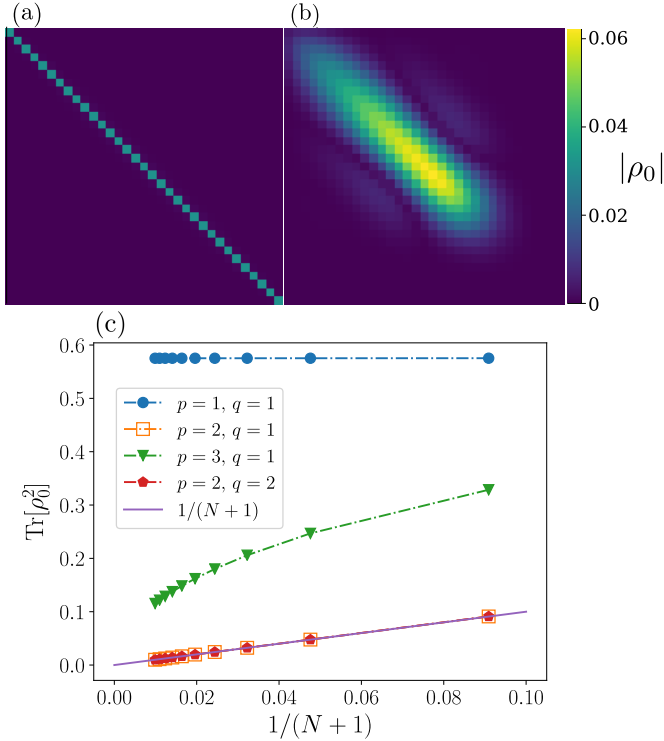 (a)
(b)
0.06
0.04
0.02
0
|ρ₀|
(c)
0.6
0.5
0.4
0.3
0.2
0.1
0.0
Tr[ρ₀²]
p = 1, q = 1
p = 2, q = 1
p = 3, q = 1
p = 2, q = 2
1/(N + 1)
0.00
0.02
0.04
0.06
0.08
0.10
1/(N + 1)